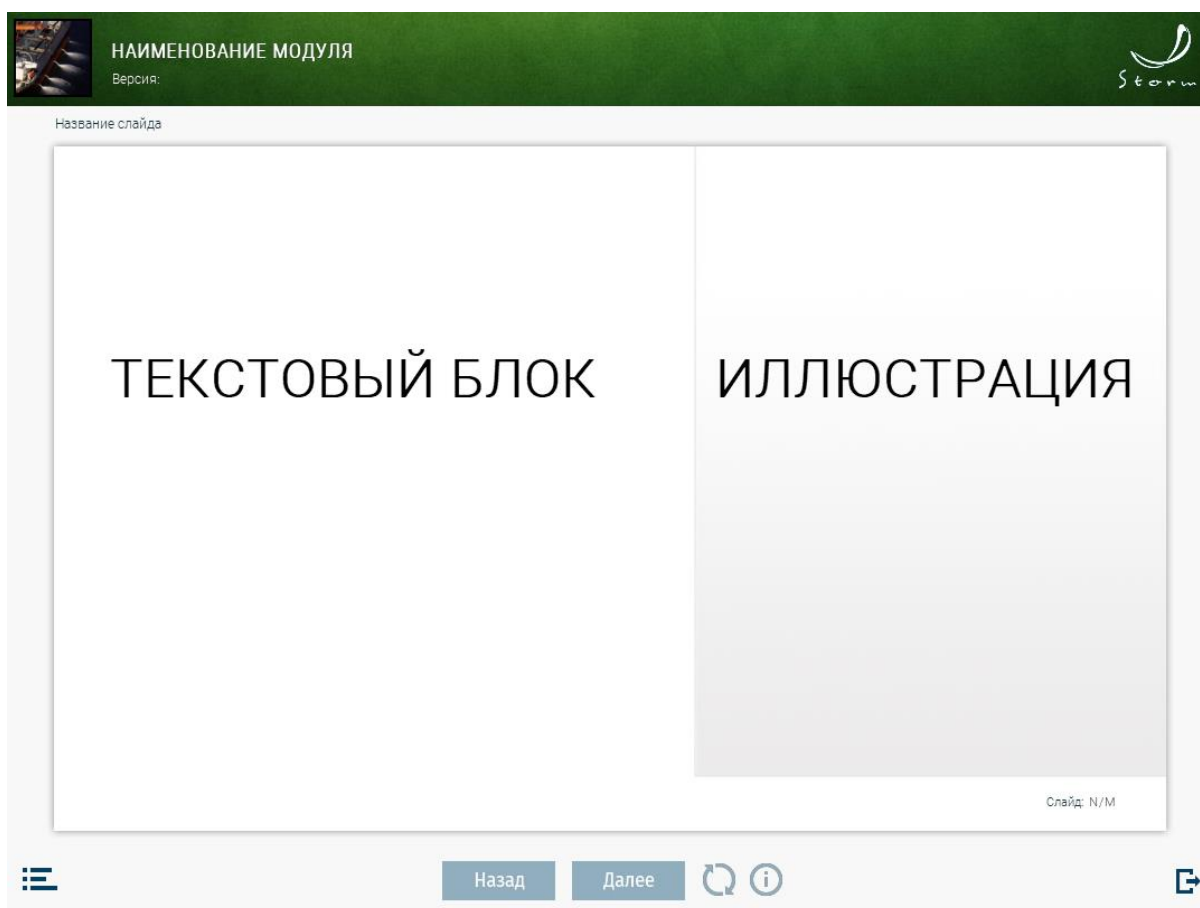 НАИМЕНОВАНИЕ МОДУЛЯ
Версия:
Storm
Название слайда
ТЕКСТОВЫЙ БЛОК
ИЛЛЮСТРАЦИЯ
Слайд: N/M
Назад
Далее